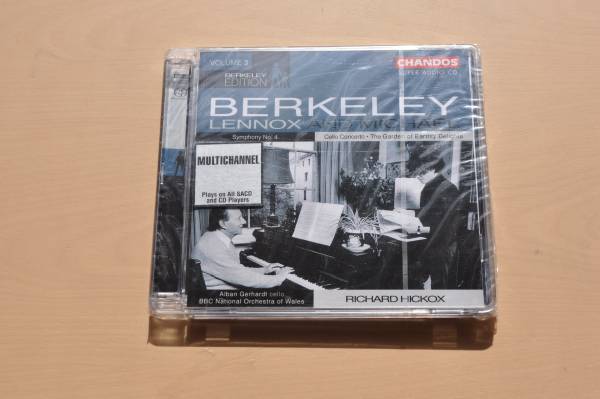 VOLUME 3
CHANDOS
SUPER AUDIO CD
BERKELEY
EDITION
BERKELEY
LENNOX AND MICHAEL
Symphony No. 4
Cello Concerto • The Garden of Earthly Delights
MULTICHANNEL
Plays on All SACD
and CD Players
Alban Gerhardt cello
BBC National Orchestra of Wales
RICHARD HICKOX